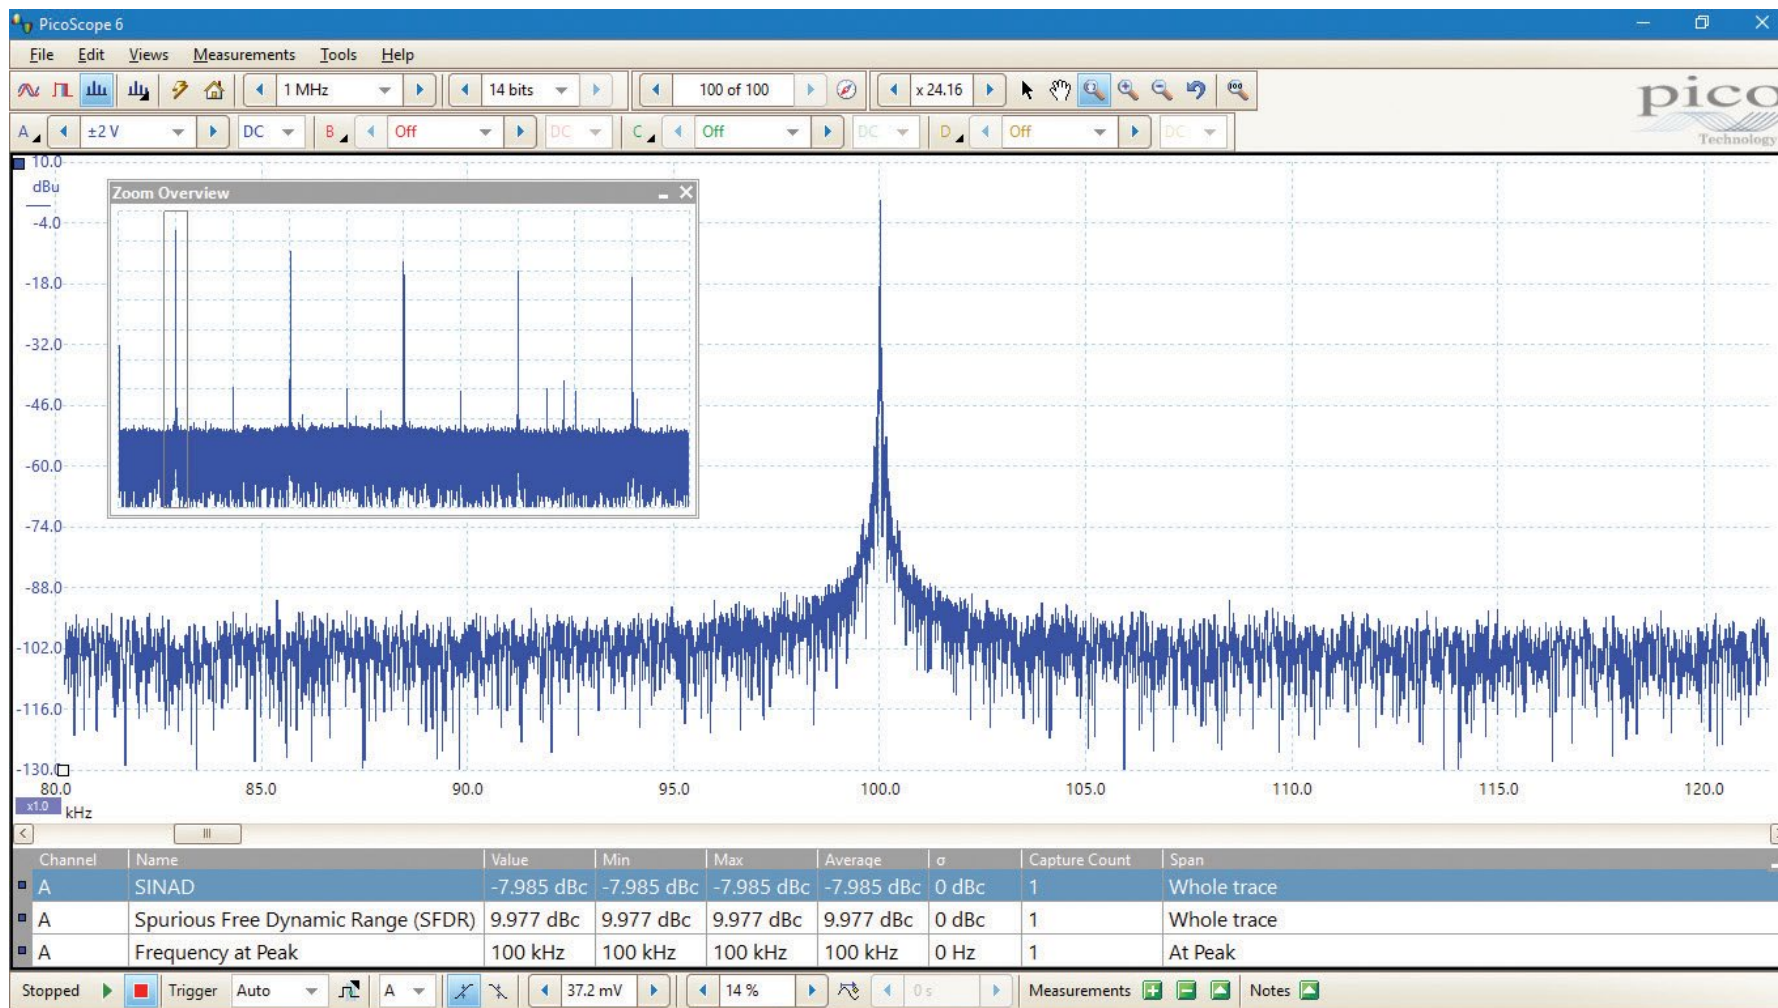 PicoScope 6
File Edit Views Measurements Tools Help
1 MHz 14 bits 100 of 100 x 24.16
pico
Technology
A ±2 V DC B Off DC C Off DC D Off DC
10.0
dBu
Zoom Overview
-4.0
-18.0
-32.0
-46.0
-60.0
-74.0
-88.0
-102.0
-116.0
-130.0
80.0 85.0 90.0 95.0 100.0 105.0 110.0 115.0 120.0
x1.0
kHz
Channel Name Value Min Max Average σ Capture Count Span
A SINAD -7.985 dBc -7.985 dBc -7.985 dBc -7.985 dBc 0 dBc 1 Whole trace
A Spurious Free Dynamic Range (SFDR) 9.977 dBc 9.977 dBc 9.977 dBc 9.977 dBc 0 dBc 1 Whole trace
A Frequency at Peak 100 kHz 100 kHz 100 kHz 100 kHz 0 Hz 1 At Peak
Stopped Trigger Auto A 37.2 mV 14 % 0 s Measurements Notes